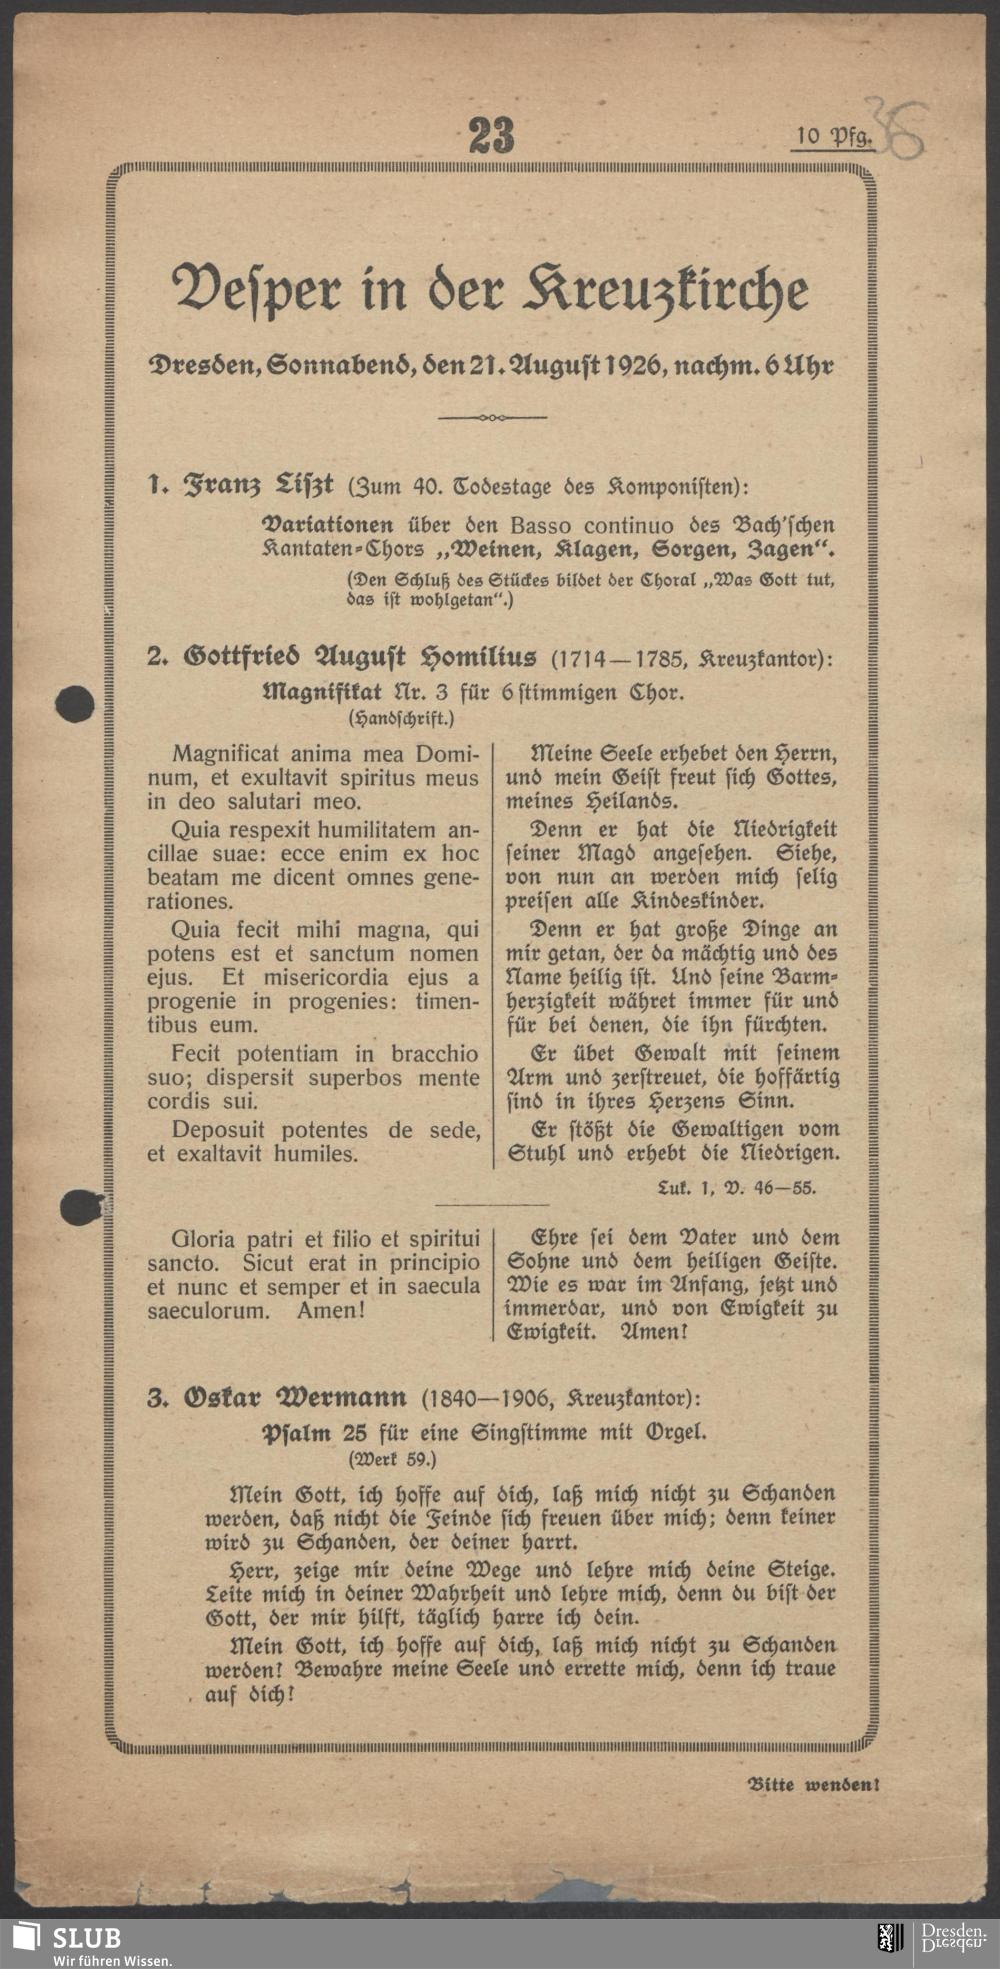 23
10 Pfg.
36
Vesper in der Kreuzkirche
Dresden, Sonnabend, den 21. August 1926, nachm. 6 Uhr
1. Franz Liszt (Zum 40. Todestage des Komponisten):
Variationen über den Basso continuo des Bach'schen
Kantaten-Chors „Weinen, Klagen, Sorgen, Zagen“.
(Den Schluß des Stückes bildet der Choral „Was Gott tut,
das ist wohlgetan“.)
2. Gottfried August Homilius (1714—1785, Kreuzkantor):
Magnifikat Nr. 3 für 6stimmigen Chor.
(Handschrift.)
Magnificat anima mea Domi-
num, et exultavit spiritus meus
in deo salutari meo.
Quia respexit humilitatem an-
cillae suae: ecce enim ex hoc
beatam me dicent omnes gene-
rationes.
Quia fecit mihi magna, qui
potens est et sanctum nomen
ejus. Et misericordia ejus a
progenie in progenies: timen-
tibus eum.
Fecit potentiam in bracchio
suo; dispersit superbos mente
cordis sui.
Deposuit potentes de sede,
et exaltavit humiles.
Meine Seele erhebet den Herrn,
und mein Geist freut sich Gottes,
meines Heilands.
Denn er hat die Niedrigkeit
seiner Magd angesehen. Siehe,
von nun an werden mich selig
preisen alle Kindeskinder.
Denn er hat große Dinge an
mir getan, der da mächtig und des
Name heilig ist. Und seine Barm-
herzigkeit währet immer für und
für bei denen, die ihn fürchten.
Er übet Gewalt mit seinem
Arm und zerstreuet, die hoffärtig
sind in ihres Herzens Sinn.
Er stößt die Gewaltigen vom
Stuhl und erhebt die Niedrigen.
Luk. 1, V. 46—55.
Gloria patri et filio et spiritui
sancto. Sicut erat in principio
et nunc et semper et in saecula
saeculorum. Amen!
Ehre sei dem Vater und dem
Sohne und dem heiligen Geiste.
Wie es war im Anfang, jetzt und
immerdar, und von Ewigkeit zu
Ewigkeit. Amen!
3. Oskar Wermann (1840—1906, Kreuzkantor):
Psalm 25 für eine Singstimme mit Orgel.
(Werk 59.)
Mein Gott, ich hoffe auf dich, laß mich nicht zu Schanden
werden, daß nicht die Feinde sich freuen über mich; denn keiner
wird zu Schanden, der deiner harrt.
Herr, zeige mir deine Wege und lehre mich deine Steige.
Leite mich in deiner Wahrheit und lehre mich, denn du bist der
Gott, der mir hilft, täglich harre ich dein.
Mein Gott, ich hoffe auf dich, laß mich nicht zu Schanden
werden! Bewahre meine Seele und errette mich, denn ich traue
auf dich!
Bitte wenden!
SLUB
Wir führen Wissen.
Dresden.
Dresden.